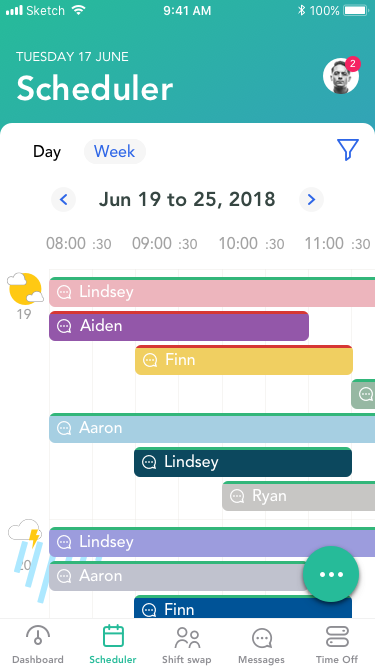 Sketch 9:41 AM 100%
TUESDAY 17 JUNE
Scheduler
2
Day Week
Jun 19 to 25, 2018
08:00 :30 09:00 :30 10:00 :30 11:00 :30
Lindsey
19
Aiden
Finn
Aaron
Lindsey
Ryan
Lindsey
20
Aaron
Finn
Dashboard Scheduler Shift swap Messages Time Off